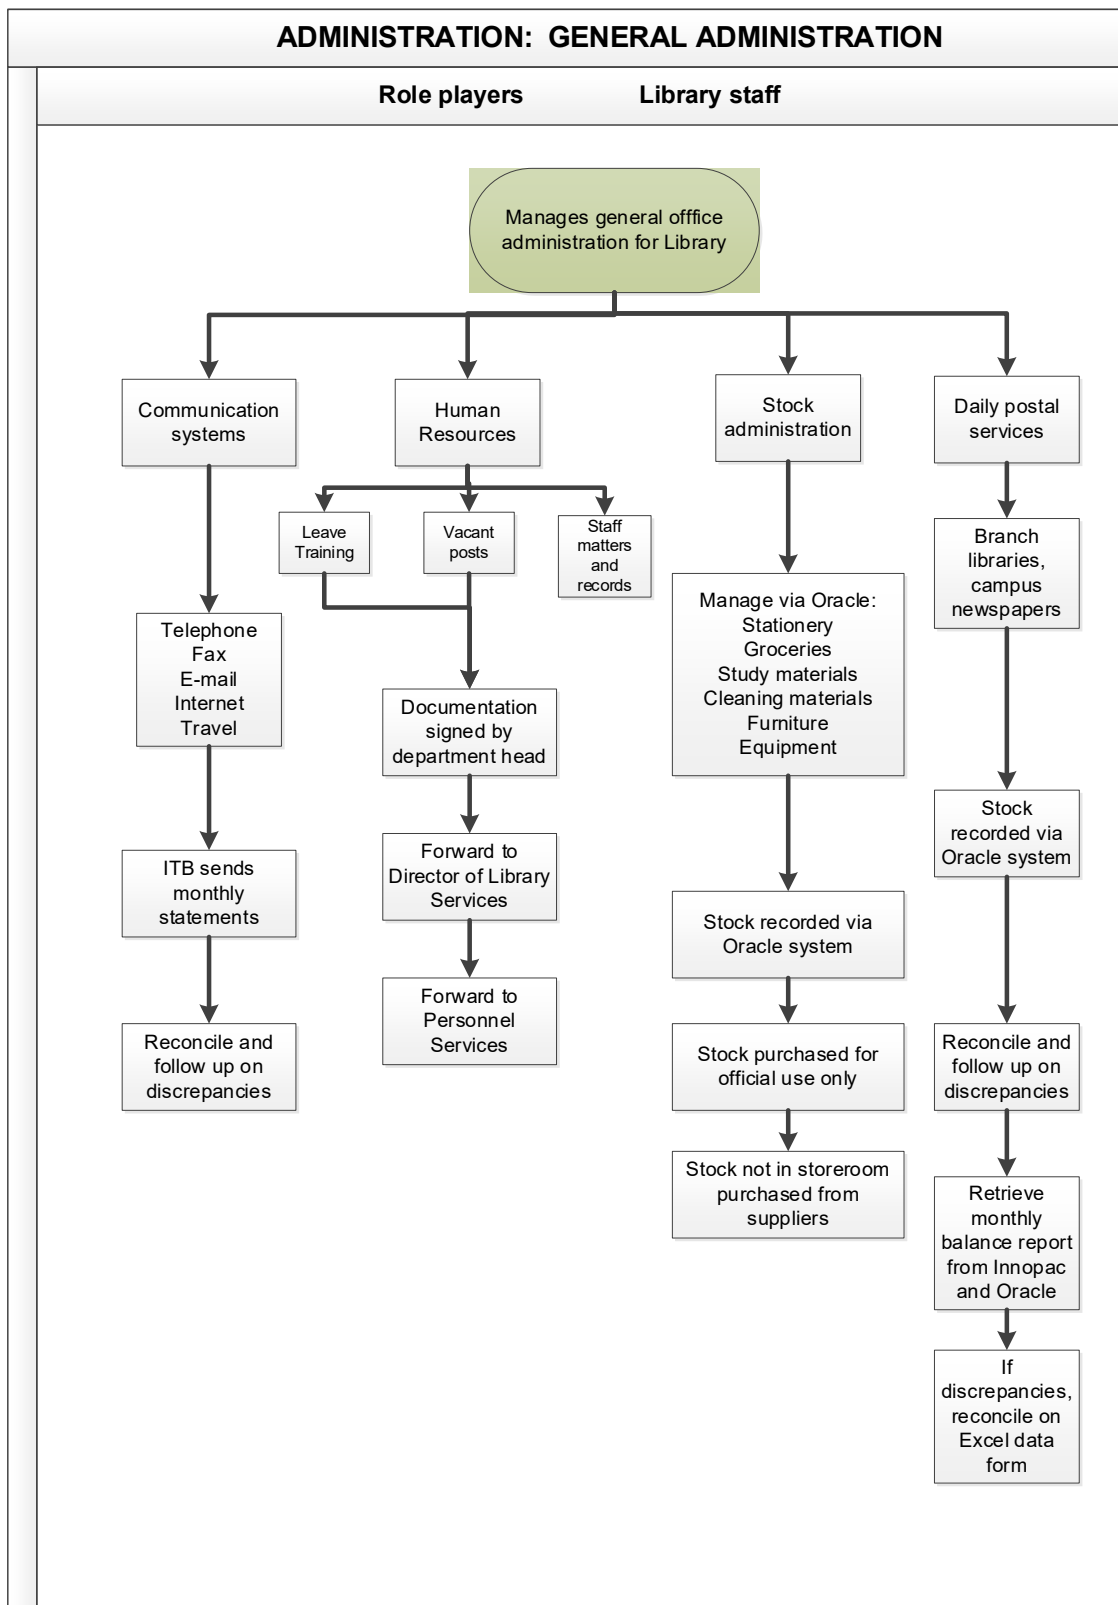 ADMINISTRATION: GENERAL ADMINISTRATION
Role players Library staff
Manages general offfice
administration for Library
Communication
systems
Human
Resources
Stock
administration
Daily postal
services
Leave
Training
Vacant
posts
Staff
matters
and
records
Branch
libraries,
campus
newspapers
Telephone
Fax
E-mail
Internet
Travel
Manage via Oracle:
Stationery
Groceries
Study materials
Cleaning materials
Furniture
Equipment
Documentation
signed by
department head
Stock
recorded via
Oracle system
ITB sends
monthly
statements
Forward to
Director of Library
Services
Stock recorded via
Oracle system
Forward to
Personnel
Services
Reconcile and
follow up on
discrepancies
Stock purchased for
official use only
Reconcile and
follow up on
discrepancies
Stock not in storeroom
purchased from
suppliers
Retrieve
monthly
balance report
from Innopac
and Oracle
If
discrepancies,
reconcile on
Excel data
form